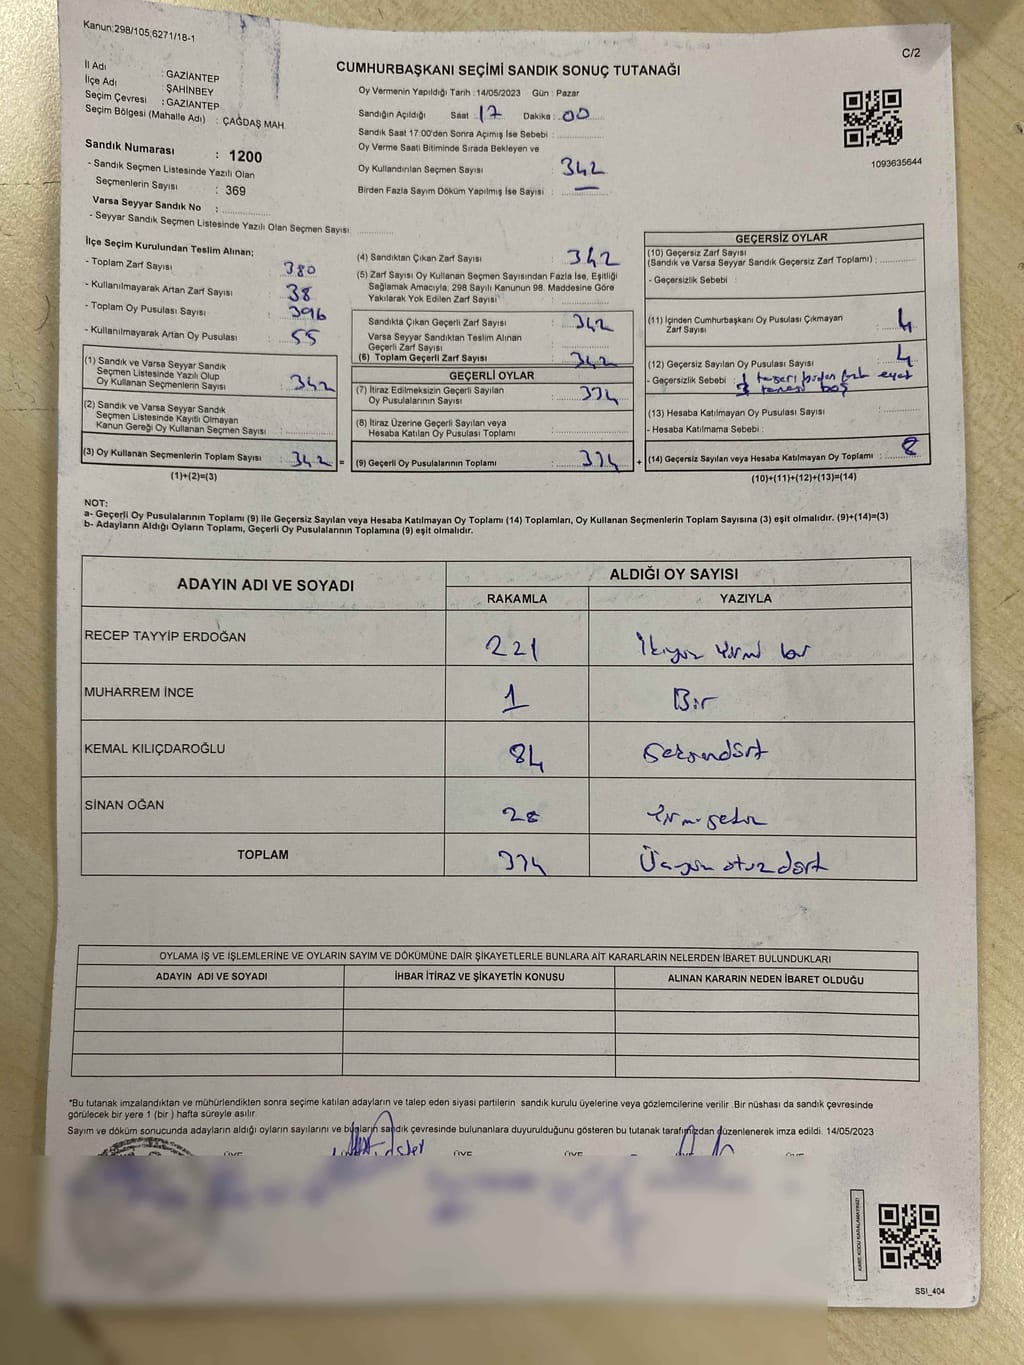 Kanun:298/105;6271/18-1
C/2
CUMHURBAŞKANI SEÇİMİ SANDIK SONUÇ TUTANAĞI
İl Adı : GAZİANTEP
İlçe Adı : ŞAHİNBEY
Seçim Çevresi : GAZİANTEP
Seçim Bölgesi (Mahalle Adı) : ÇAĞDAŞ MAH.
Sandık Numarası : 1200
- Sandık Seçmen Listesinde Yazılı Olan
Seçmenlerin Sayısı : 369
Varsa Seyyar Sandık No :
- Seyyar Sandık Seçmen Listesinde Yazılı Olan Seçmen Sayısı:
Oy Vermenin Yapıldığı Tarih : 14/05/2023 Gün : Pazar
Sandığın Açıldığı Saat : 17 Dakika : 00
Sandık Saat 17:00'den Sonra Açımış İse Sebebi :
Oy Verme Saati Bitiminde Sırada Bekleyen ve
Oy Kullandırılan Seçmen Sayısı 342
Birden Fazla Sayım Döküm Yapılmış İse Sayısı : —
1093635644
İlçe Seçim Kurulundan Teslim Alınan;
- Toplam Zarf Sayısı 380
- Kullanılmayarak Artan Zarf Sayısı : 38
- Toplam Oy Pusulası Sayısı : 396
- Kullanılmayarak Artan Oy Pusulası : 55
(1) Sandık ve Varsa Seyyar Sandık
Seçmen Listesinde Yazılı Olup
Oy Kullanan Seçmenlerin Sayısı : 342
(2) Sandık ve Varsa Seyyar Sandık
Seçmen Listesinde Kayıtlı Olmayan
Kanun Gereği Oy Kullanan Seçmen Sayısı :
(3) Oy Kullanan Seçmenlerin Toplam Sayısı : 342 =
(1)+(2)=(3)
(4) Sandıktan Çıkan Zarf Sayısı : 342
(5) Zarf Sayısı Oy Kullanan Seçmen Sayısından Fazla İse, Eşitliği
Sağlamak Amacıyla; 298 Sayılı Kanunun 98. Maddesine Göre
Yakılarak Yok Edilen Zarf Sayısı :
Sandıkta Çıkan Geçerli Zarf Sayısı : 342
Varsa Seyyar Sandıktan Teslim Alınan
Geçerli Zarf Sayısı :
(6) Toplam Geçerli Zarf Sayısı : 342
GEÇERLİ OYLAR
(7) İtiraz Edilmeksizin Geçerli Sayılan
Oy Pusulalarının Sayısı : 334
(8) İtiraz Üzerine Geçerli Sayılan veya
Hesaba Katılan Oy Pusulası Toplamı :
(9) Geçerli Oy Pusulalarının Toplamı : 334 +
GEÇERSİZ OYLAR
(10) Geçersiz Zarf Sayısı
(Sandık ve Varsa Seyyar Sandık Geçersiz Zarf Toplamı) :
- Geçersizlik Sebebi
(11) İçinden Cumhurbaşkanı Oy Pusulası Çıkmayan
Zarf Sayısı : 4
(12) Geçersiz Sayılan Oy Pusulası Sayısı : 4
- Geçersizlik Sebebi : 1 birden evet
3 tanesi boş
(13) Hesaba Katılmayan Oy Pusulası Sayısı :
- Hesaba Katılmama Sebebi :
(14) Geçersiz Sayılan veya Hesaba Katılmayan Oy Toplamı : 8
(10)+(11)+(12)+(13)=(14)
NOT:
a- Geçerli Oy Pusulalarının Toplamı (9) ile Geçersiz Sayılan veya Hesaba Katılmayan Oy Toplamı (14) Toplamları, Oy Kullanan Seçmenlerin Toplam Sayısına (3) eşit olmalıdır. (9)+(14)=(3)
b- Adayların Aldığı Oyların Toplamı, Geçerli Oy Pusulalarının Toplamına (9) eşit olmalıdır.
ADAYIN ADI VE SOYADI
ALDIĞI OY SAYISI
RAKAMLA YAZIYLA
RECEP TAYYİP ERDOĞAN 221 İkiyüz Yirmi bir
MUHARREM İNCE 1 Bir
KEMAL KILIÇDAROĞLU 84 Seksendört
SİNAN OĞAN 28 Yirmisekiz
TOPLAM 334 Üçyüz otuz dört
OYLAMA İŞ VE İŞLEMLERİNE VE OYLARIN SAYIM VE DÖKÜMÜNE DAİR ŞİKAYETLERLE BUNLARA AİT KARARLARIN NELERDEN İBARET BULUNDUKLARI
ADAYIN ADI VE SOYADI İHBAR İTİRAZ VE ŞİKAYETİN KONUSU ALINAN KARARIN NEDEN İBARET OLDUĞU
*Bu tutanak imzalandıktan ve mühürlendikten sonra seçime katılan adayların ve talep eden siyasi partilerin sandık kurulu üyelerine veya gözlemcilerine verilir .Bir nüshası da sandık çevresinde
görülecek bir yere 1 (bir ) hafta süreyle asılır.
Sayım ve döküm sonucunda adayların aldığı oyların sayılarını ve bunların sandık çevresinde bulunanlara duyurulduğunu gösteren bu tutanak tarafımızdan düzenlenerek imza edildi. 14/05/2023
KARE KODU KARALAMAYINIZ!
SSI_404